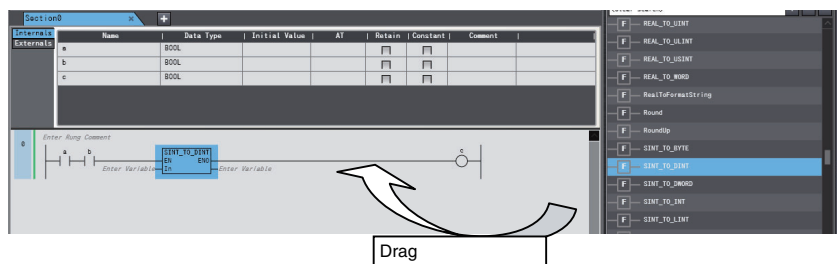 Section0 × +
Internals
Externals
Name | Data Type | Initial Value | AT | Retain | Constant | Comment |
a BOOL
b BOOL
c BOOL
0
Enter Rung Comment
a b c
SINT_TO_DINT
EN ENO
Enter Variable In Enter Variable
Drag
F REAL_TO_UINT
F REAL_TO_ULINT
F REAL_TO_USINT
F REAL_TO_WORD
F RealToFormatString
F Round
F RoundUp
F SINT_TO_BYTE
F SINT_TO_DINT
F SINT_TO_DWORD
F SINT_TO_INT
F SINT_TO_LINT